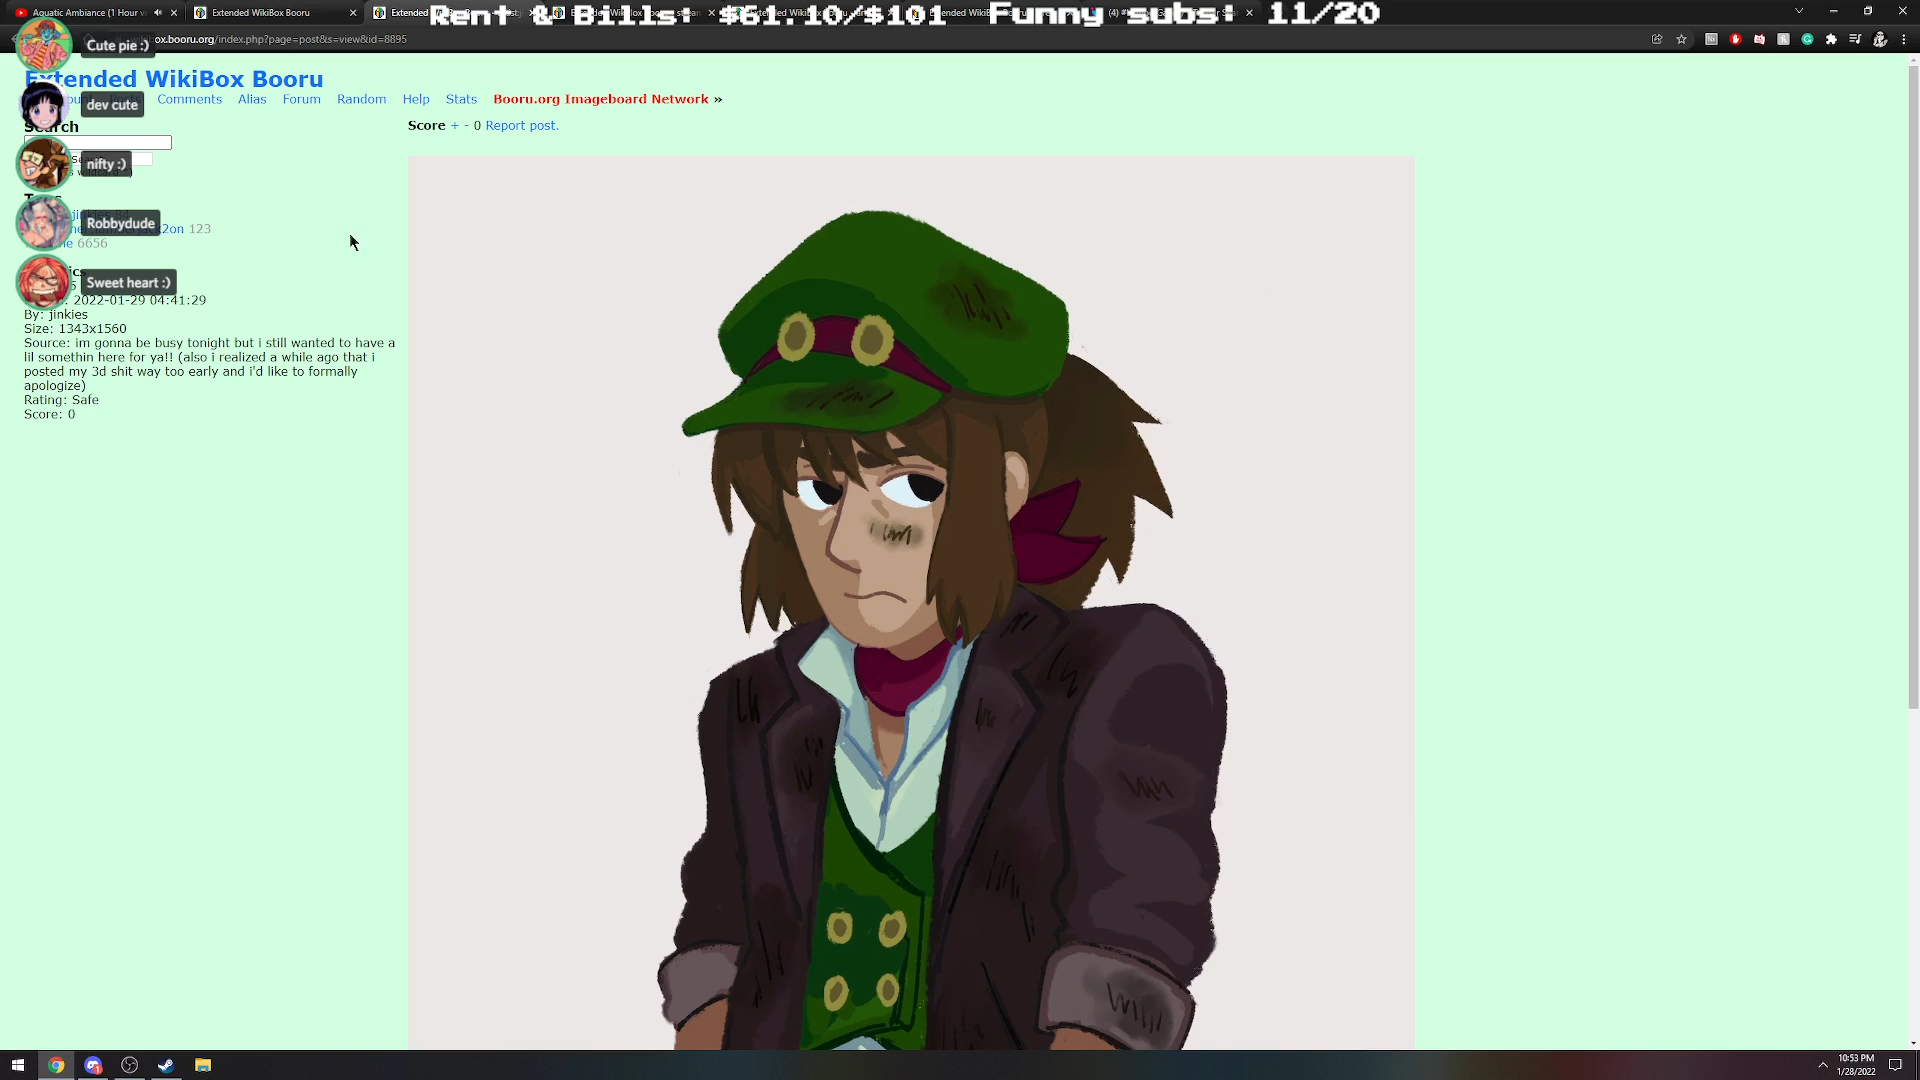 Aquatic Ambiance (1 Hour
Extended WikiBox Booru
Rent & Bills: $61.10/$101
Funny subs: 11/20
box.booru.org/index.php?page=post&s=view&id=8895
Cute pie :)
Extended WikiBox Booru
dev cute
Comments Alias Forum Random Help Stats Booru.org Imageboard Network »
Search
Score + - 0 Report post.
nifty :)
Robbydude
123
6656
Sweet heart :)
2022-01-29 04:41:29
By: jinkies
Size: 1343x1560
Source: im gonna be busy tonight but i still wanted to have a
lil somethin here for ya!! (also i realized a while ago that i
posted my 3d shit way too early and i'd like to formally
apologize)
Rating: Safe
Score: 0
10:53 PM
1/28/2022